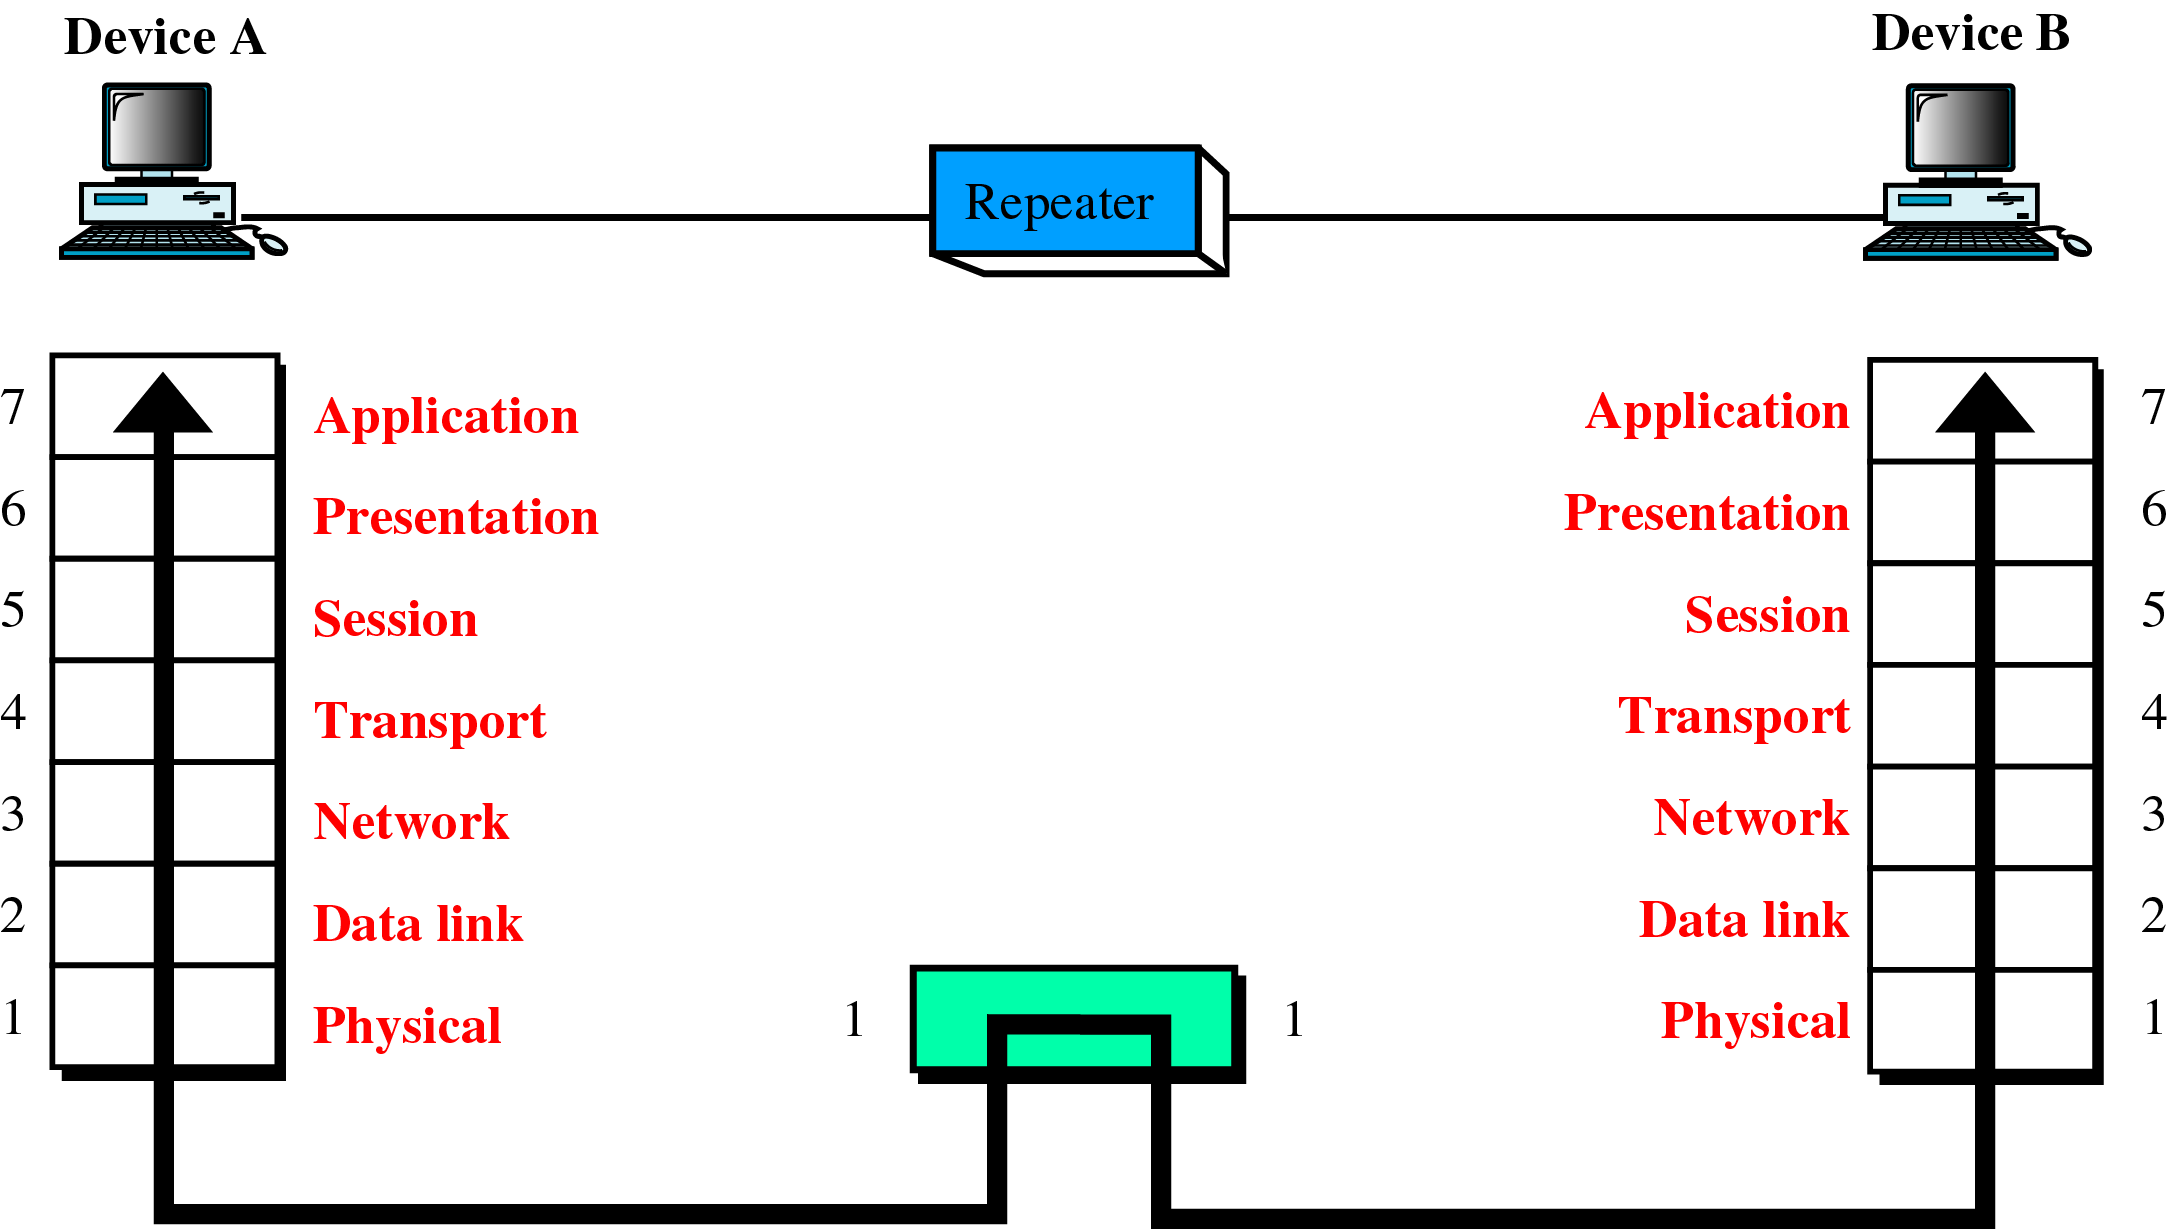 Device A
Device B
Repeater
7 Application Application 7
6 Presentation Presentation 6
5 Session Session 5
4 Transport Transport 4
3 Network Network 3
2 Data link Data link 2
1 Physical 1 1 Physical 1